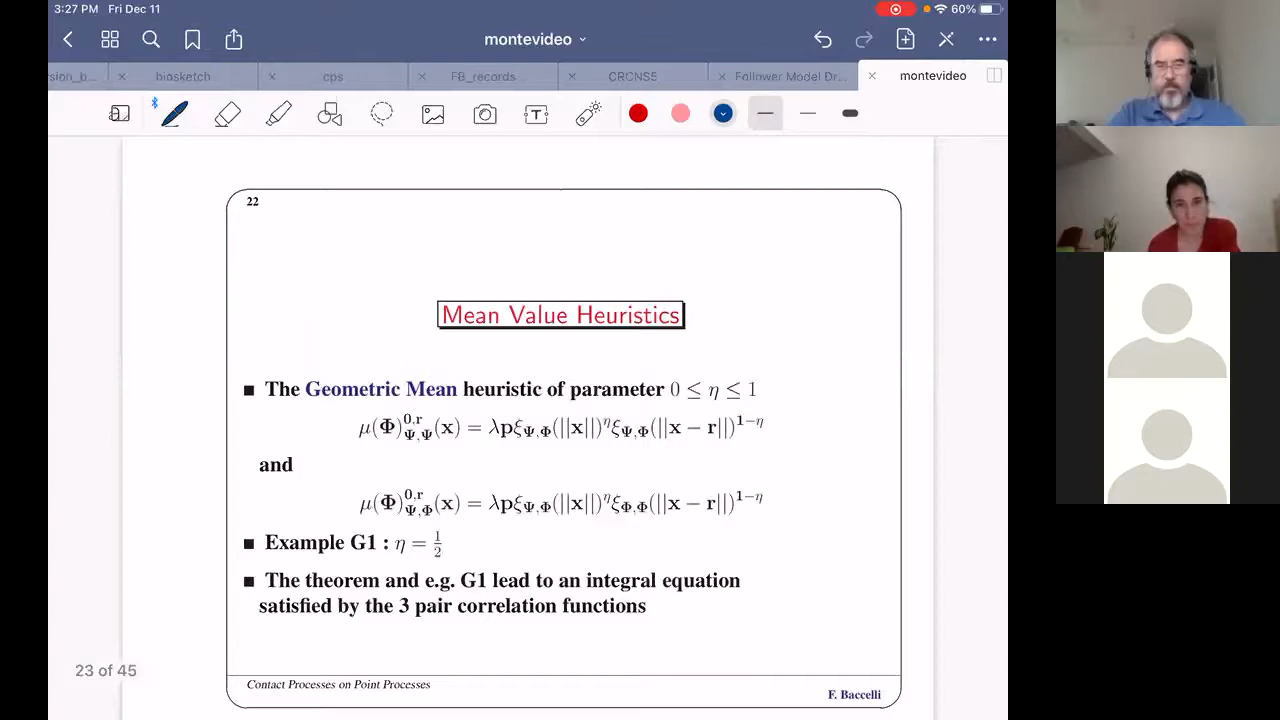 3:27 PM Fri Dec 11
60%
montevideo
sion_b...
biosketch
cps
FB_records
CRCNS5
Follower Model Dr...
montevideo
22
Mean Value Heuristics
■ The Geometric Mean heuristic of parameter 0 ≤ η ≤ 1
μ(Φ)^{0,r}_{Ψ,Ψ}(x) = λpξ_{Ψ,Φ}(||x||)^η ξ_{Ψ,Φ}(||x − r||)^{1−η}
and
μ(Φ)^{0,r}_{Ψ,Φ}(x) = λpξ_{Ψ,Φ}(||x||)^η ξ_{Φ,Φ}(||x − r||)^{1−η}
■ Example G1 : η = 1/2
■ The theorem and e.g. G1 lead to an integral equation
satisfied by the 3 pair correlation functions
23 of 45
Contact Processes on Point Processes
F. Baccelli